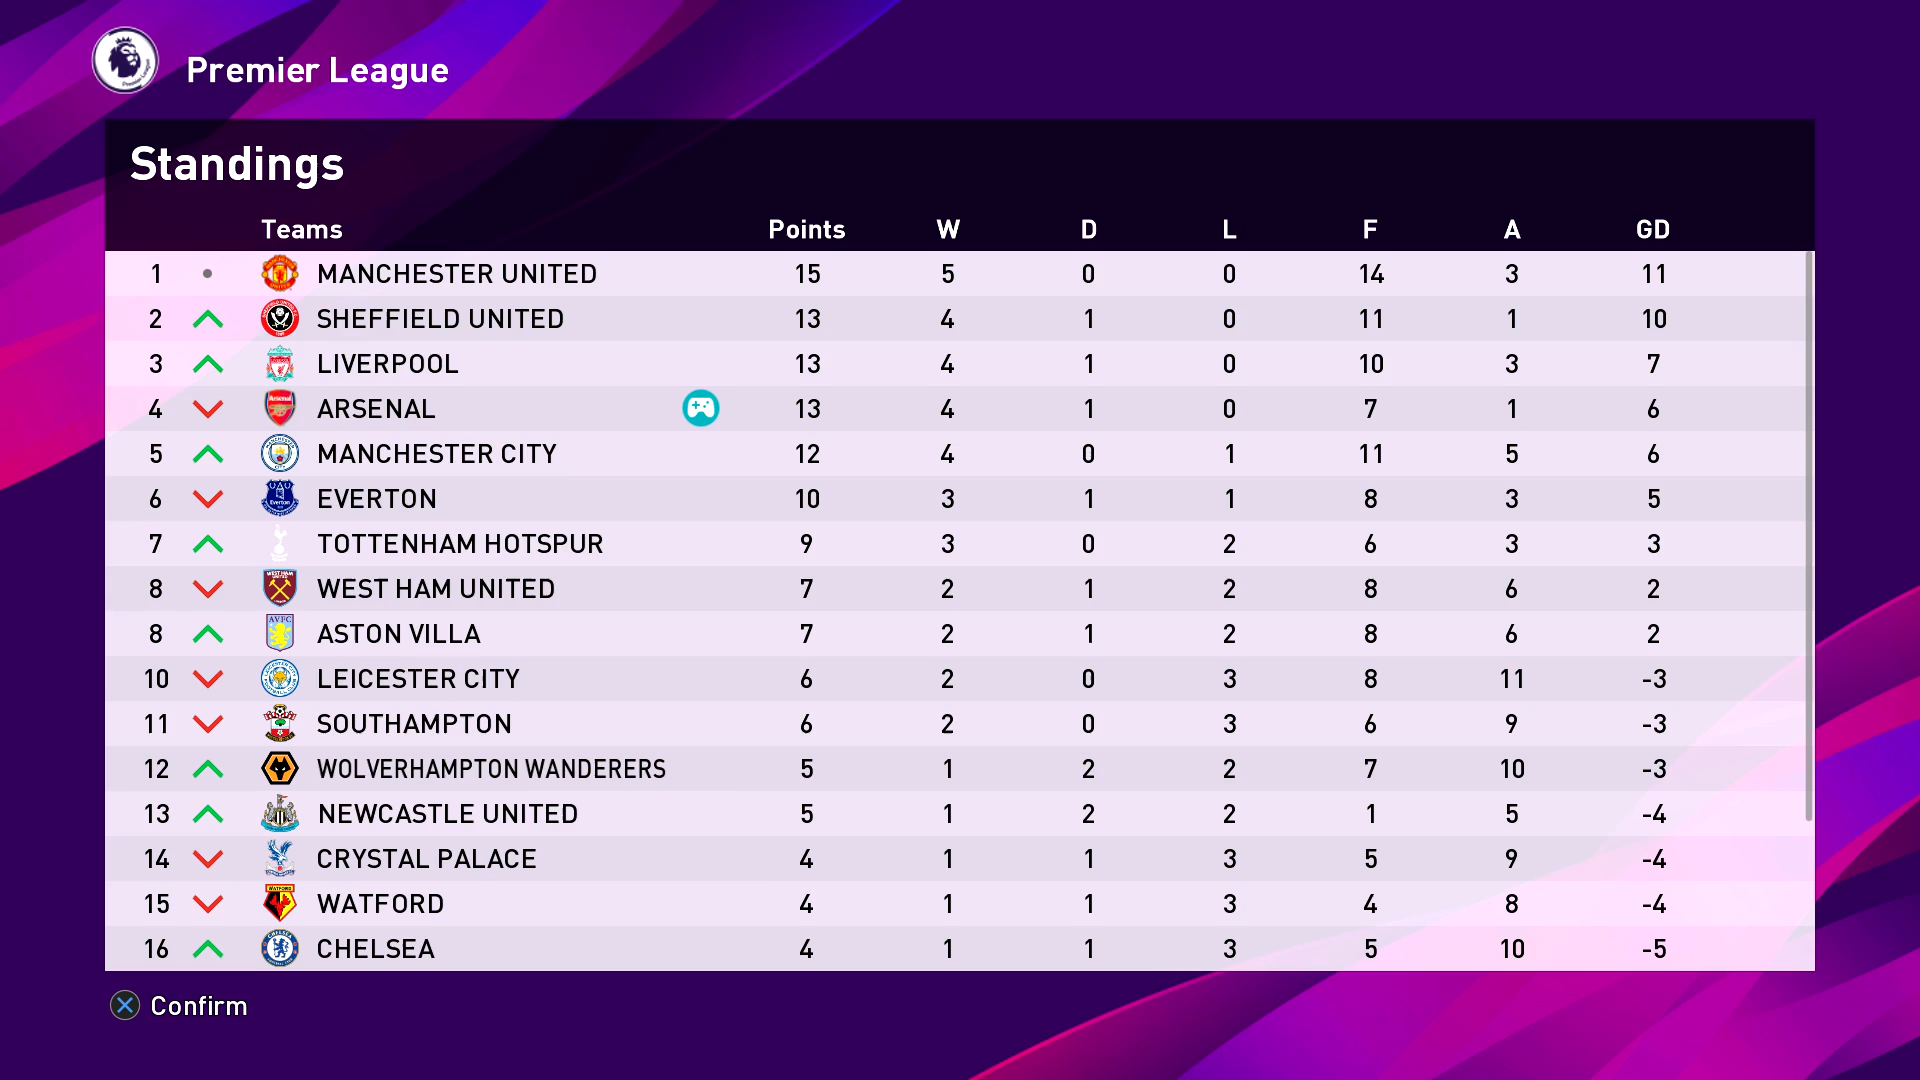 Premier League
Standings
Teams Points W D L F A GD
1 MANCHESTER UNITED 15 5 0 0 14 3 11
2 SHEFFIELD UNITED 13 4 1 0 11 1 10
3 LIVERPOOL 13 4 1 0 10 3 7
4 ARSENAL 13 4 1 0 7 1 6
5 MANCHESTER CITY 12 4 0 1 11 5 6
6 EVERTON 10 3 1 1 8 3 5
7 TOTTENHAM HOTSPUR 9 3 0 2 6 3 3
8 WEST HAM UNITED 7 2 1 2 8 6 2
8 ASTON VILLA 7 2 1 2 8 6 2
10 LEICESTER CITY 6 2 0 3 8 11 -3
11 SOUTHAMPTON 6 2 0 3 6 9 -3
12 WOLVERHAMPTON WANDERERS 5 1 2 2 7 10 -3
13 NEWCASTLE UNITED 5 1 2 2 1 5 -4
14 CRYSTAL PALACE 4 1 1 3 5 9 -4
15 WATFORD 4 1 1 3 4 8 -4
16 CHELSEA 4 1 1 3 5 10 -5
Confirm